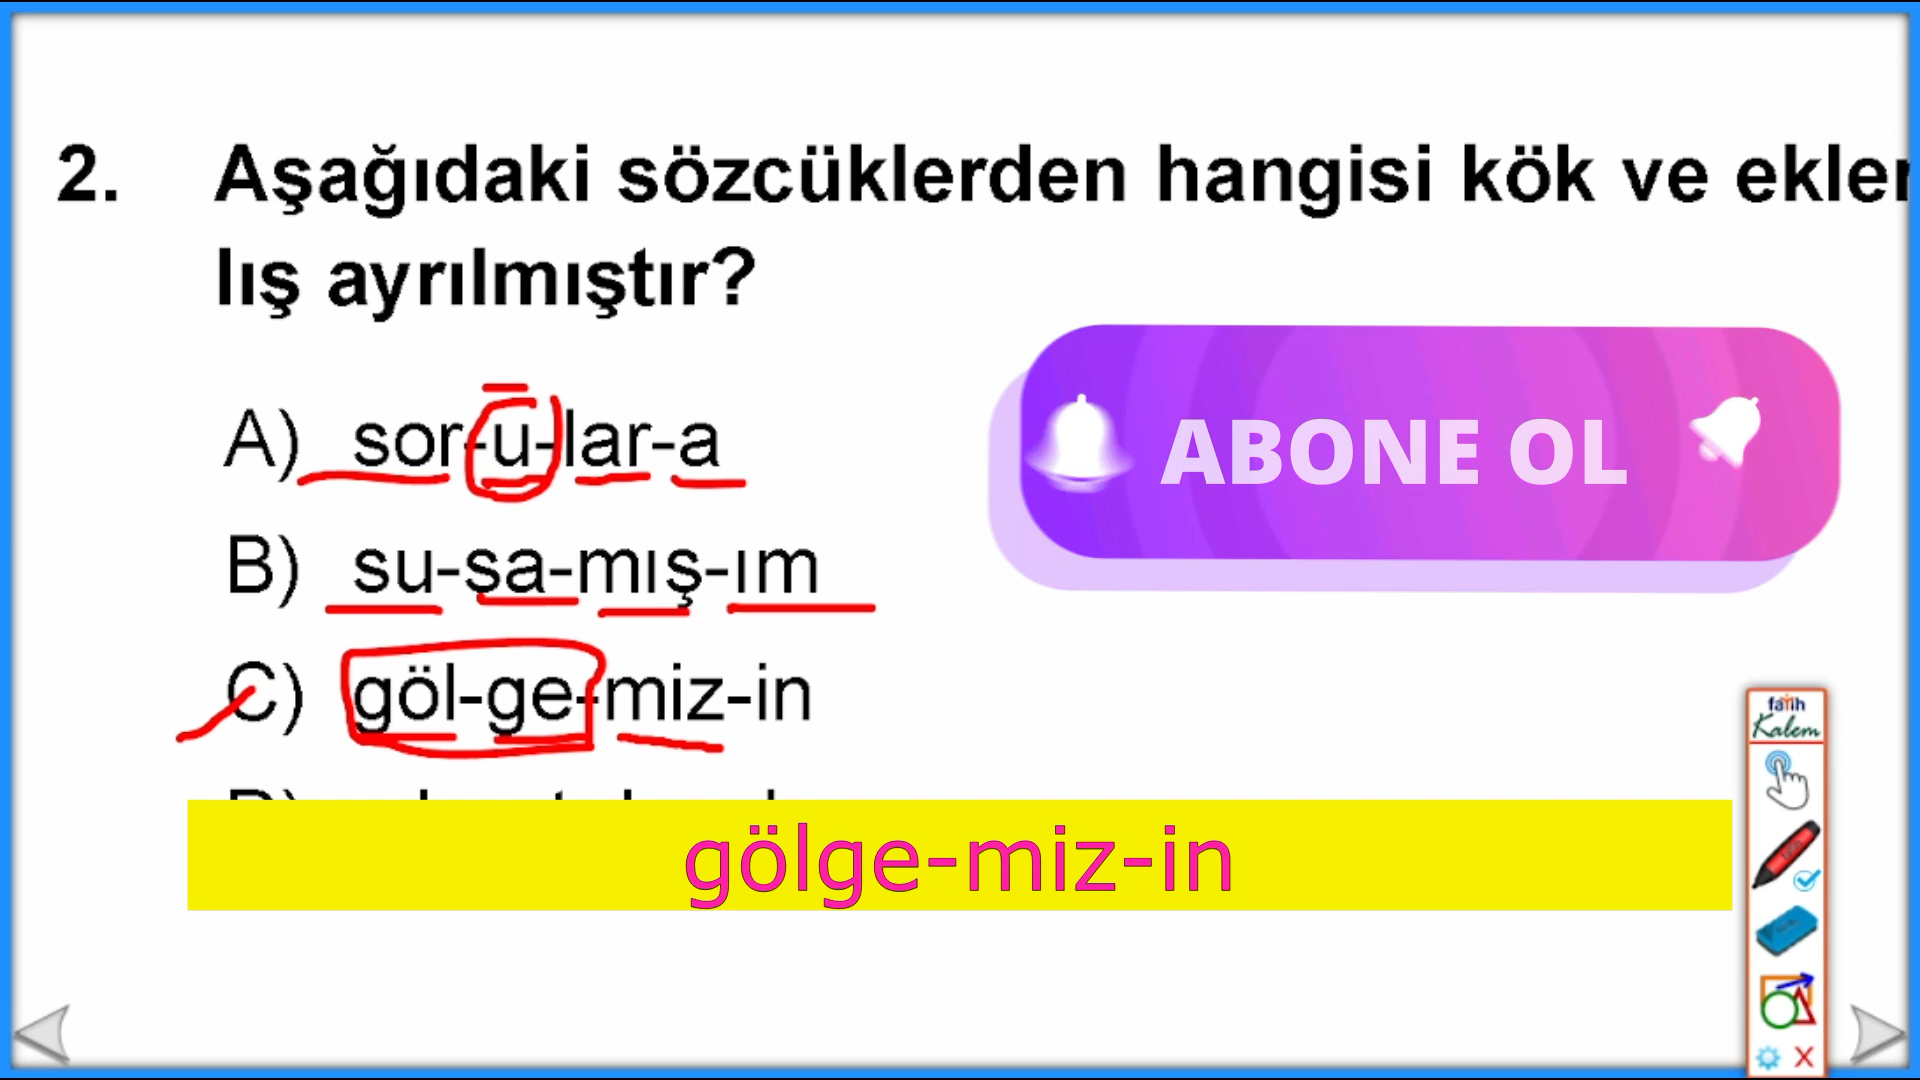 2. Aşağıdaki sözcüklerden hangisi kök ve ekler
lış ayrılmıştır?
A) sor-u-lar-a
B) su-sa-mış-ım
C) göl-ge-miz-in
ABONE OL
gölge-miz-in
fatih
Kalem